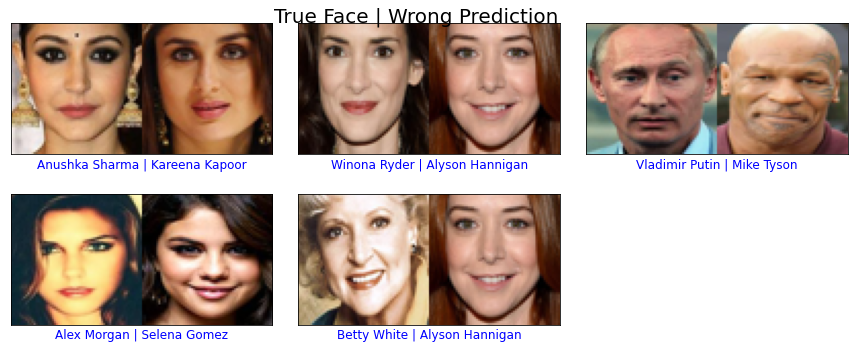 True Face | Wrong Prediction
Anushka Sharma | Kareena Kapoor
Winona Ryder | Alyson Hannigan
Vladimir Putin | Mike Tyson
Alex Morgan | Selena Gomez
Betty White | Alyson Hannigan